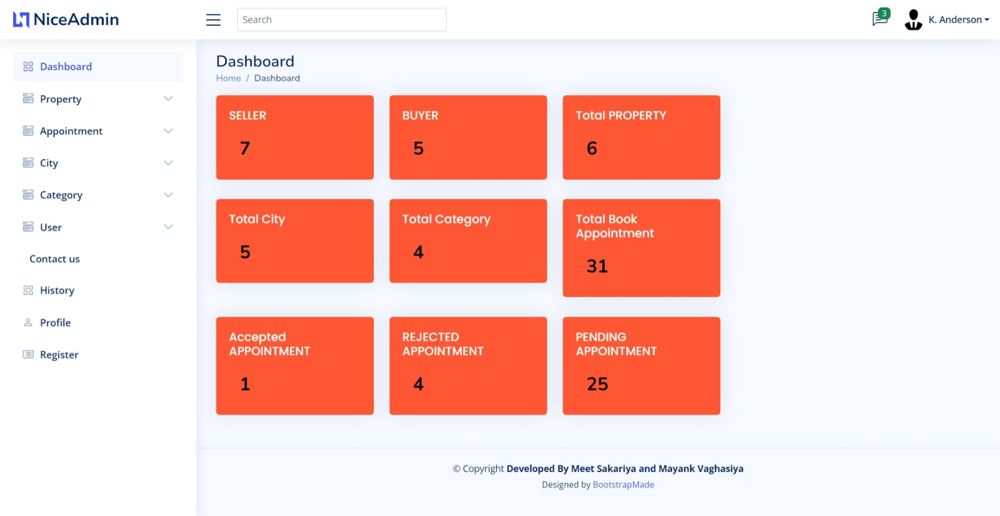 NiceAdmin
Search
3
K. Anderson
Dashboard
Property
Appointment
City
Category
User
Contact us
History
Profile
Register
Dashboard
Home / Dashboard
SELLER
7
BUYER
5
Total PROPERTY
6
Total City
5
Total Category
4
Total Book
Appointment
31
Accepted
APPOINTMENT
1
REJECTED
APPOINTMENT
4
PENDING
APPOINTMENT
25
© Copyright Developed By Meet Sakariya and Mayank Vaghasiya
Designed by BootstrapMade